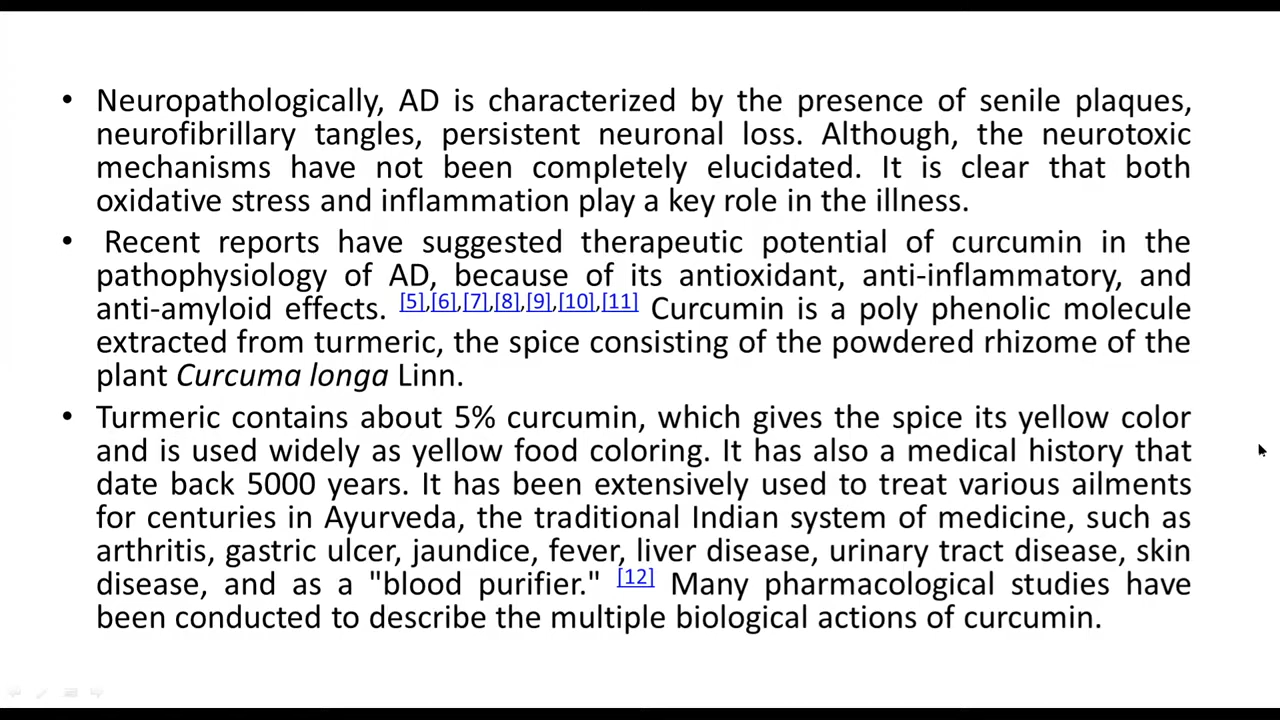 • Neuropathologically, AD is characterized by the presence of senile plaques,
neurofibrillary tangles, persistent neuronal loss. Although, the neurotoxic
mechanisms have not been completely elucidated. It is clear that both
oxidative stress and inflammation play a key role in the illness.
• Recent reports have suggested therapeutic potential of curcumin in the
pathophysiology of AD, because of its antioxidant, anti-inflammatory, and
anti-amyloid effects. [5],[6],[7],[8],[9],[10],[11] Curcumin is a poly phenolic molecule
extracted from turmeric, the spice consisting of the powdered rhizome of the
plant Curcuma longa Linn.
• Turmeric contains about 5% curcumin, which gives the spice its yellow color
and is used widely as yellow food coloring. It has also a medical history that
date back 5000 years. It has been extensively used to treat various ailments
for centuries in Ayurveda, the traditional Indian system of medicine, such as
arthritis, gastric ulcer, jaundice, fever, liver disease, urinary tract disease, skin
disease, and as a "blood purifier." [12] Many pharmacological studies have
been conducted to describe the multiple biological actions of curcumin.